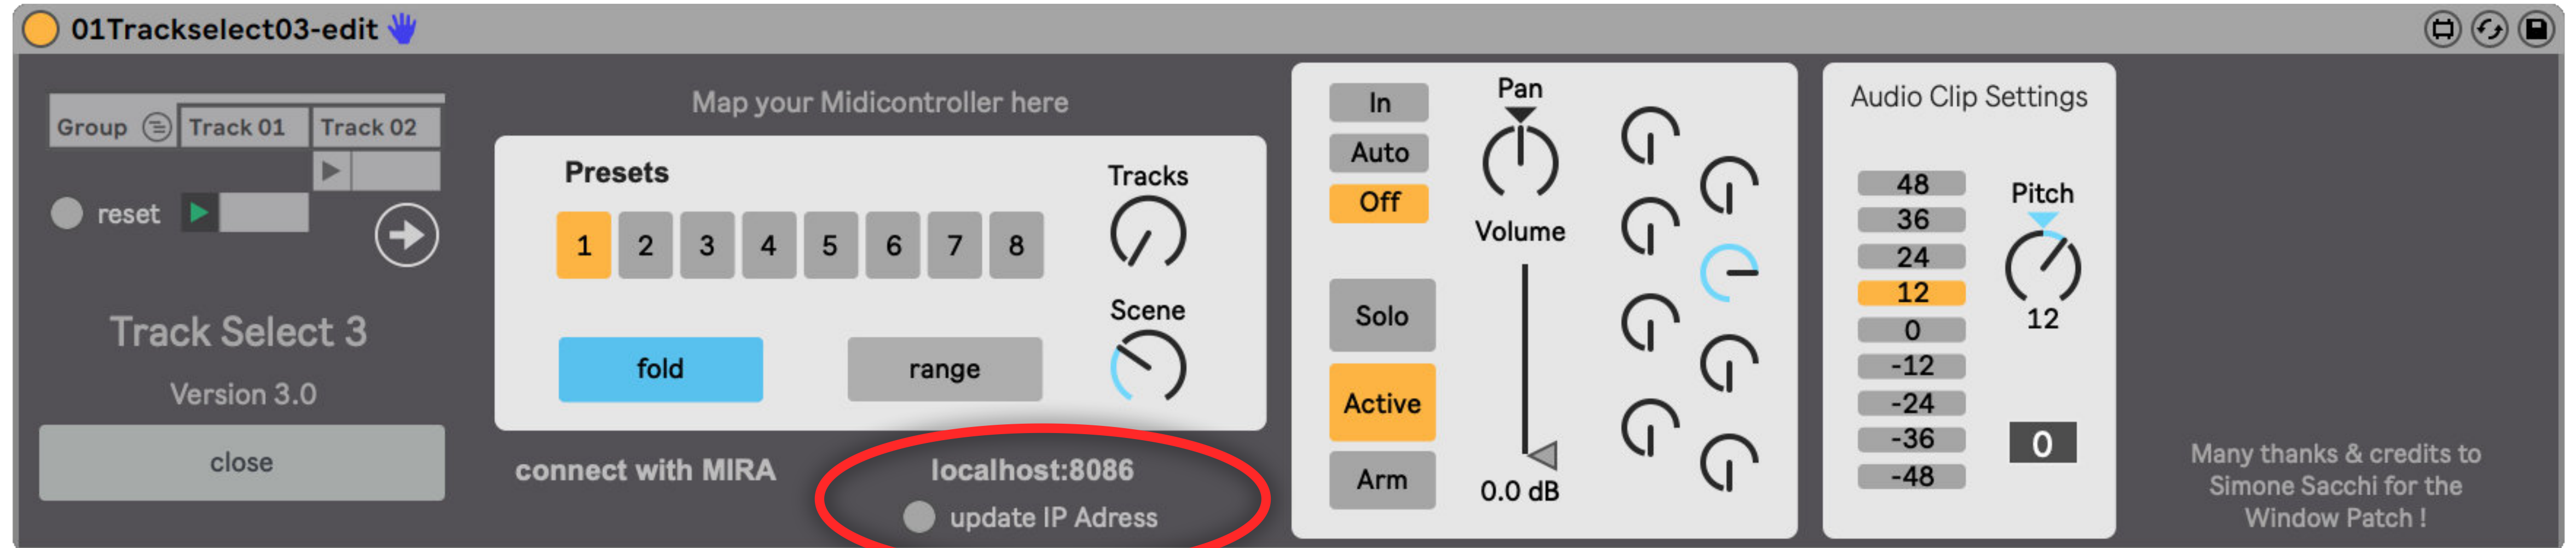 01Trackselect03-edit
Group
Track 01
Track 02
reset
Track Select 3
Version 3.0
close
Map your Midicontroller here
Presets
1 2 3 4 5 6 7 8
Tracks
Scene
fold
range
connect with MIRA
localhost:8086
update IP Adress
In
Auto
Off
Solo
Active
Arm
Pan
Volume
0.0 dB
Audio Clip Settings
48
36
24
12
0
-12
-24
-36
-48
Pitch
12
0
Many thanks & credits to
Simone Sacchi for the
Window Patch !